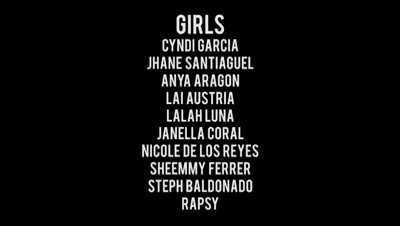 GIRLS
CYNDI GARCIA
JHANE SANTIAGUEL
ANYA ARAGON
LAI AUSTRIA
LALAH LUNA
JANELLA CORAL
NICOLE DE LOS REYES
SHEEMMY FERRER
STEPH BALDONADO
RAPSY